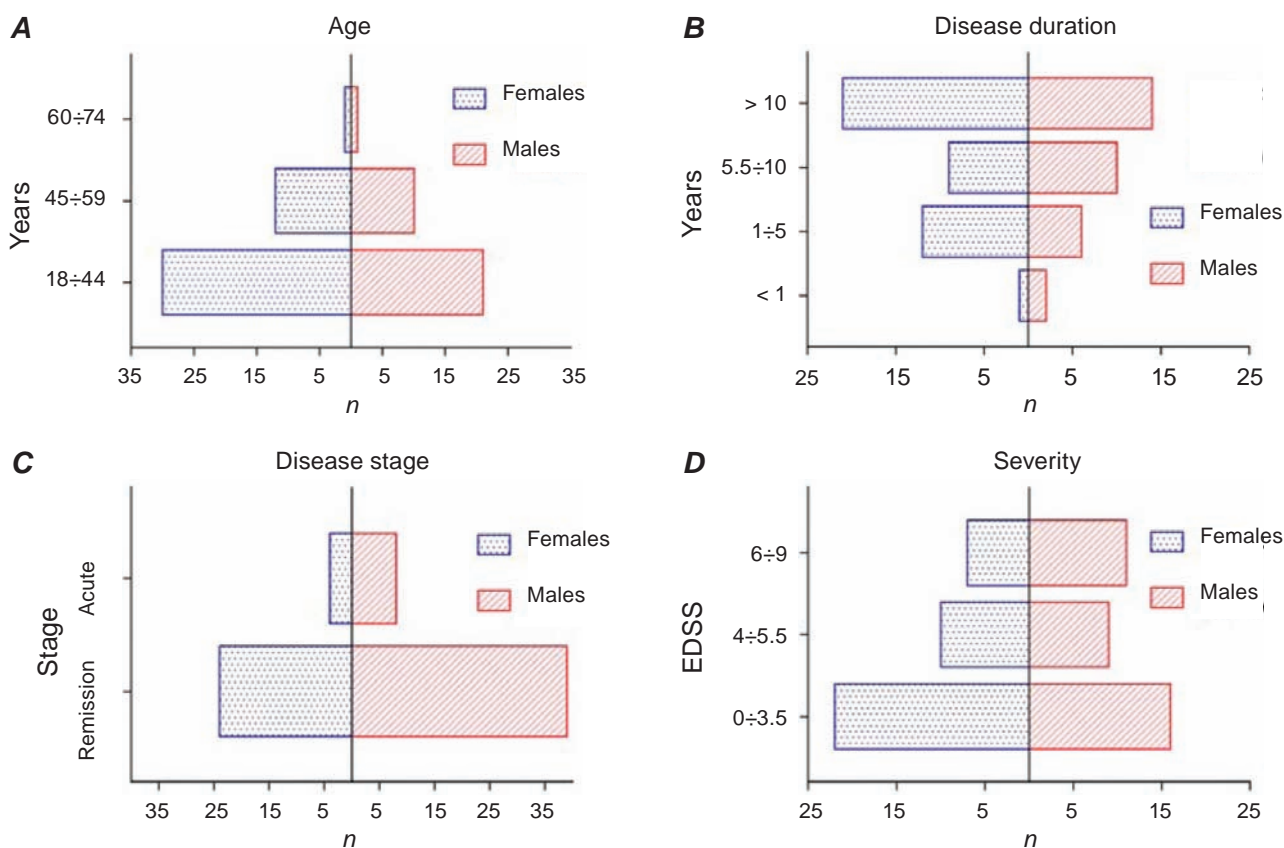 A
Age
Years
60÷74
45÷59
18÷44
Females
Males
35 25 15 5 5 15 25 35
n
B
Disease duration
Years
> 10
5.5÷10
1÷5
< 1
Females
Males
25 15 5 5 15 25
n
C
Disease stage
Stage
Acute
Remission
Females
Males
35 25 15 5 5 15 25 35
n
D
Severity
EDSS
6÷9
4÷5.5
0÷3.5
Females
Males
25 15 5 5 15 25
n